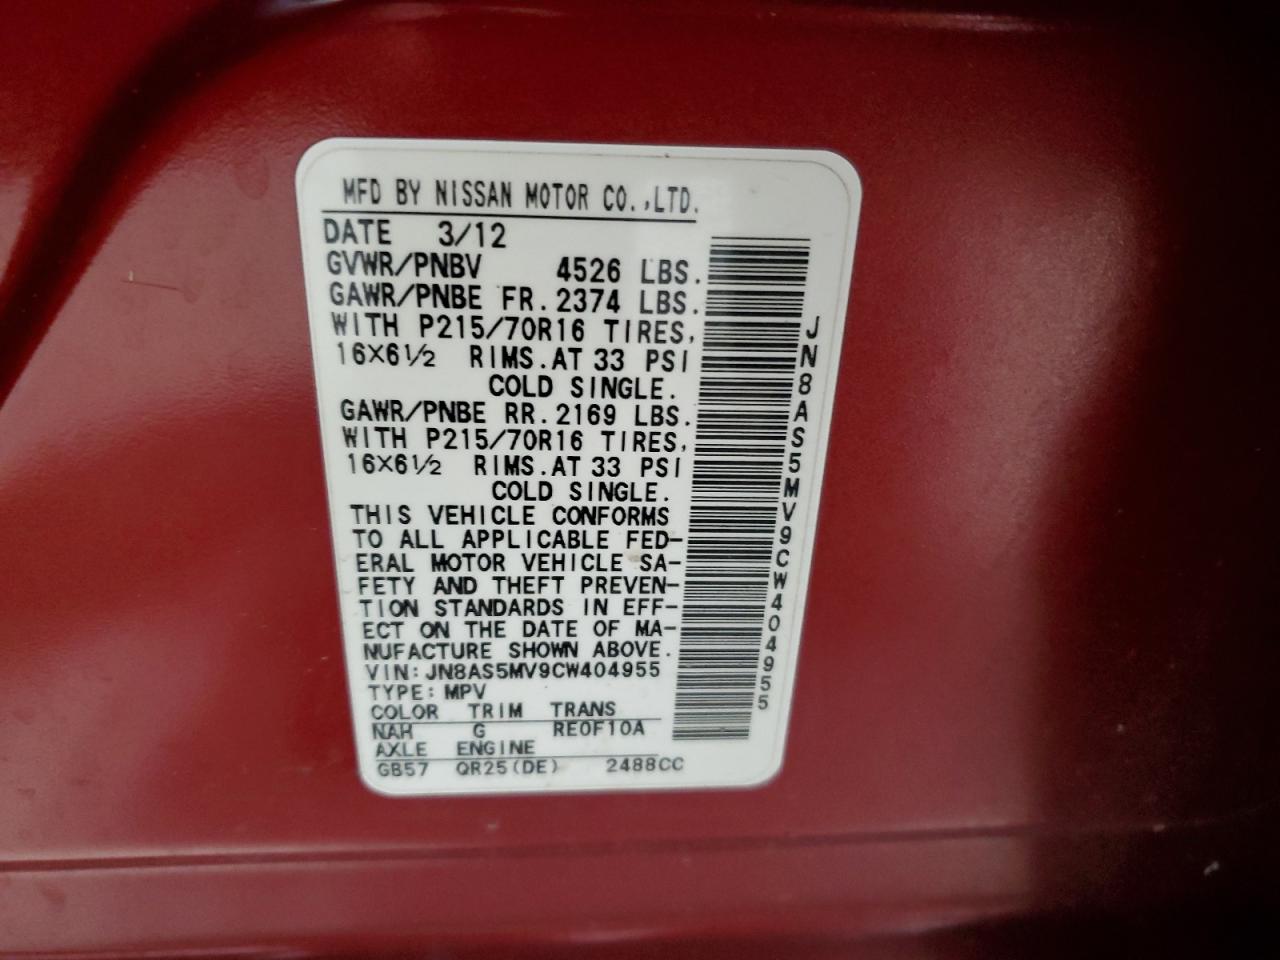 MFD BY NISSAN MOTOR CO.,LTD.
DATE 3/12
GVWR/PNBV 4526 LBS.
GAWR/PNBE FR. 2374 LBS.
WITH P215/70R16 TIRES,
16X6½ RIMS. AT 33 PSI
COLD SINGLE.
GAWR/PNBE RR. 2169 LBS.
WITH P215/70R16 TIRES,
16X6½ RIMS. AT 33 PSI
COLD SINGLE.
THIS VEHICLE CONFORMS
TO ALL APPLICABLE FED-
ERAL MOTOR VEHICLE SA-
FETY AND THEFT PREVEN-
TION STANDARDS IN EFF-
ECT ON THE DATE OF MA-
NUFACTURE SHOWN ABOVE.
VIN: JN8AS5MV9CW404955
TYPE: MPV
COLOR TRIM TRANS
NAH G RE0F10A
AXLE ENGINE
GB57 QR25(DE) 2488CC
JN8AS5MV9CW404955